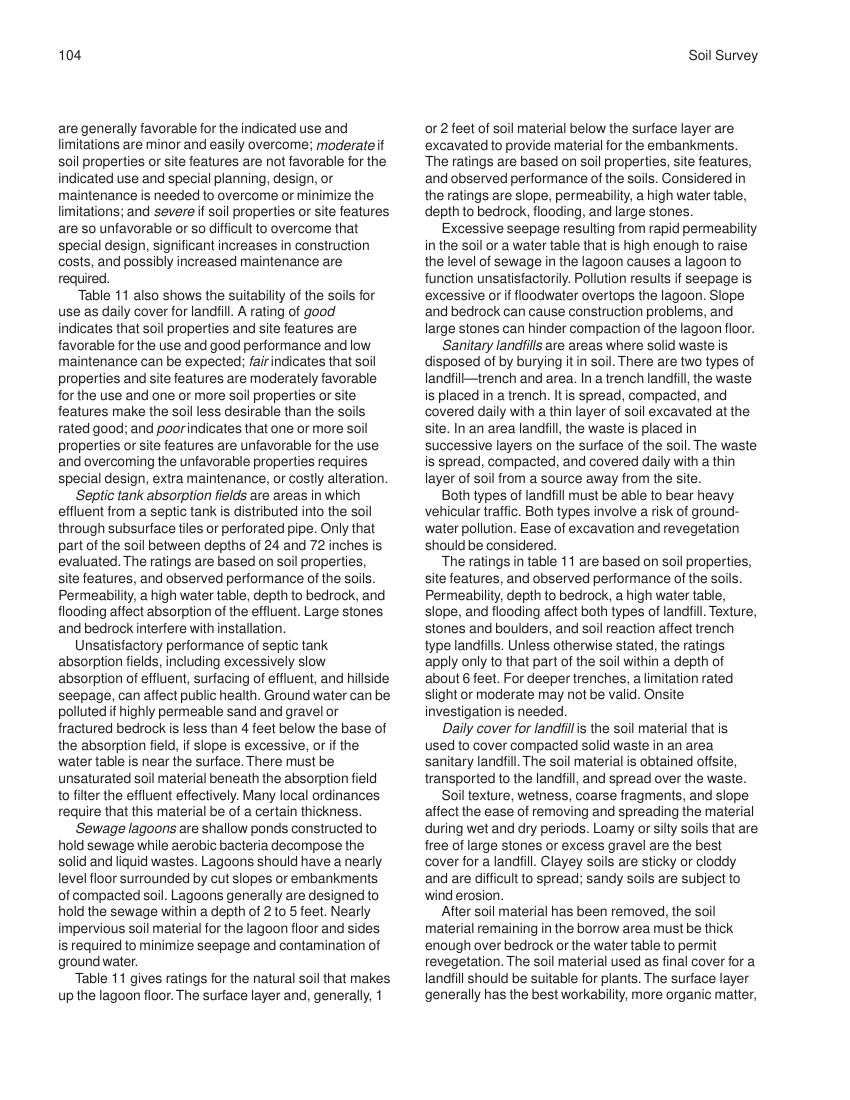 104
Soil Survey
are generally favorable for the indicated use and
limitations are minor and easily overcome; moderate if
soil properties or site features are not favorable for the
indicated use and special planning, design, or
maintenance is needed to overcome or minimize the
limitations; and severe if soil properties or site features
are so unfavorable or so difficult to overcome that
special design, significant increases in construction
costs, and possibly increased maintenance are
required.
Table 11 also shows the suitability of the soils for
use as daily cover for landfill. A rating of good
indicates that soil properties and site features are
favorable for the use and good performance and low
maintenance can be expected; fair indicates that soil
properties and site features are moderately favorable
for the use and one or more soil properties or site
features make the soil less desirable than the soils
rated good; and poor indicates that one or more soil
properties or site features are unfavorable for the use
and overcoming the unfavorable properties requires
special design, extra maintenance, or costly alteration.
Septic tank absorption fields are areas in which
effluent from a septic tank is distributed into the soil
through subsurface tiles or perforated pipe. Only that
part of the soil between depths of 24 and 72 inches is
evaluated. The ratings are based on soil properties,
site features, and observed performance of the soils.
Permeability, a high water table, depth to bedrock, and
flooding affect absorption of the effluent. Large stones
and bedrock interfere with installation.
Unsatisfactory performance of septic tank
absorption fields, including excessively slow
absorption of effluent, surfacing of effluent, and hillside
seepage, can affect public health. Ground water can be
polluted if highly permeable sand and gravel or
fractured bedrock is less than 4 feet below the base of
the absorption field, if slope is excessive, or if the
water table is near the surface. There must be
unsaturated soil material beneath the absorption field
to filter the effluent effectively. Many local ordinances
require that this material be of a certain thickness.
Sewage lagoons are shallow ponds constructed to
hold sewage while aerobic bacteria decompose the
solid and liquid wastes. Lagoons should have a nearly
level floor surrounded by cut slopes or embankments
of compacted soil. Lagoons generally are designed to
hold the sewage within a depth of 2 to 5 feet. Nearly
impervious soil material for the lagoon floor and sides
is required to minimize seepage and contamination of
ground water.
Table 11 gives ratings for the natural soil that makes
up the lagoon floor. The surface layer and, generally, 1
or 2 feet of soil material below the surface layer are
excavated to provide material for the embankments.
The ratings are based on soil properties, site features,
and observed performance of the soils. Considered in
the ratings are slope, permeability, a high water table,
depth to bedrock, flooding, and large stones.
Excessive seepage resulting from rapid permeability
in the soil or a water table that is high enough to raise
the level of sewage in the lagoon causes a lagoon to
function unsatisfactorily. Pollution results if seepage is
excessive or if floodwater overtops the lagoon. Slope
and bedrock can cause construction problems, and
large stones can hinder compaction of the lagoon floor.
Sanitary landfills are areas where solid waste is
disposed of by burying it in soil. There are two types of
landfill—trench and area. In a trench landfill, the waste
is placed in a trench. It is spread, compacted, and
covered daily with a thin layer of soil excavated at the
site. In an area landfill, the waste is placed in
successive layers on the surface of the soil. The waste
is spread, compacted, and covered daily with a thin
layer of soil from a source away from the site.
Both types of landfill must be able to bear heavy
vehicular traffic. Both types involve a risk of ground-
water pollution. Ease of excavation and revegetation
should be considered.
The ratings in table 11 are based on soil properties,
site features, and observed performance of the soils.
Permeability, depth to bedrock, a high water table,
slope, and flooding affect both types of landfill. Texture,
stones and boulders, and soil reaction affect trench
type landfills. Unless otherwise stated, the ratings
apply only to that part of the soil within a depth of
about 6 feet. For deeper trenches, a limitation rated
slight or moderate may not be valid. Onsite
investigation is needed.
Daily cover for landfill is the soil material that is
used to cover compacted solid waste in an area
sanitary landfill. The soil material is obtained offsite,
transported to the landfill, and spread over the waste.
Soil texture, wetness, coarse fragments, and slope
affect the ease of removing and spreading the material
during wet and dry periods. Loamy or silty soils that are
free of large stones or excess gravel are the best
cover for a landfill. Clayey soils are sticky or cloddy
and are difficult to spread; sandy soils are subject to
wind erosion.
After soil material has been removed, the soil
material remaining in the borrow area must be thick
enough over bedrock or the water table to permit
revegetation. The soil material used as final cover for a
landfill should be suitable for plants. The surface layer
generally has the best workability, more organic matter,